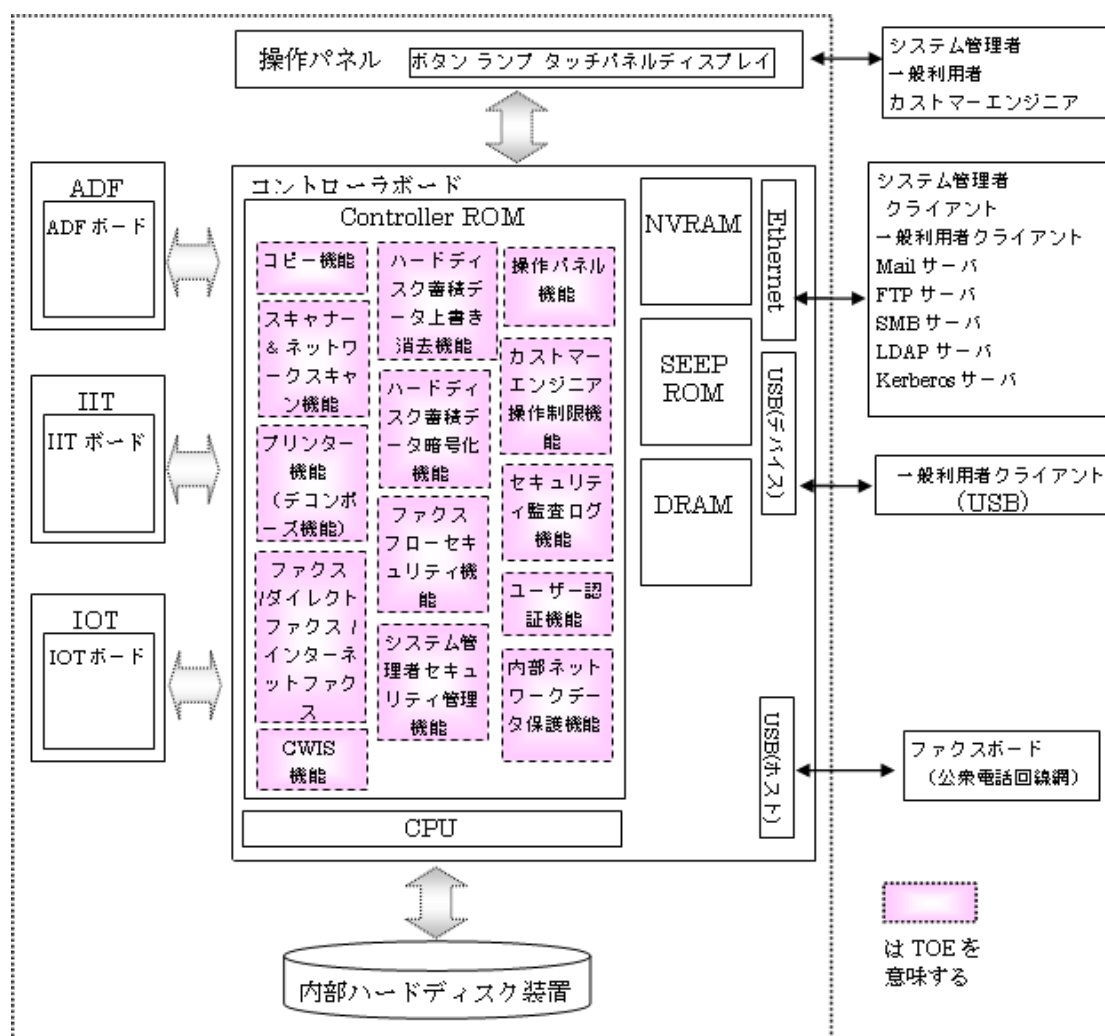 操作パネル
ボタン ランプ タッチパネルディスプレイ
システム管理者
一般利用者
カストマーエンジニア
ADF
ADF ボード
IIT
IIT ボード
IOT
IOT ボード
コントローラボード
Controller ROM
コピー機能
スキャナー
& ネットワ
ークスキャ
ン機能
プリンター
機能
(デコンポ
ーズ機能)
ファクス
/ダイレクト
ファクス /
インターネ
ットファク
ス
CWIS
機能
ハードディ
スク蓄積デ
ータ上書き
消去機能
ハードディ
スク蓄積デ
ータ暗号化
機能
ファクス
フローセキ
ュリティ機
能
システム管
理者セキュ
リティ管理
機能
操作パネル
機能
カストマー
エンジニア
操作制限機
能
セキュリテ
ィ監査ログ
機能
ユーザー認
証機能
内部ネット
ワークデー
タ保護機能
CPU
NVRAM
SEEP
ROM
DRAM
Ethernet
USB(デバイス)
USB(ホスト)
システム管理者
クライアント
一般利用者クライアント
Mail サーバ
FTP サーバ
SMB サーバ
LDAP サーバ
Kerberos サーバ
一般利用者クライアント
(USB)
ファクスボード
(公衆電話回線網)
内部ハードディスク装置
は TOE を
意味する